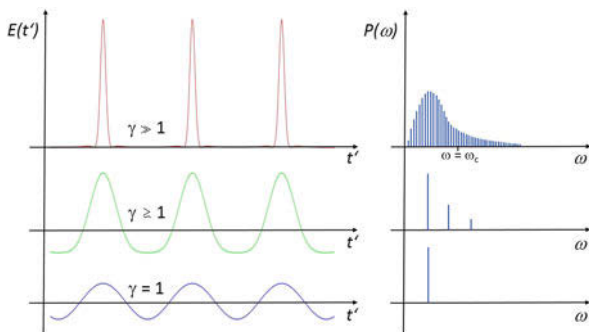 E(t‘)
P(ω)
γ ≫ 1
t‘
ω = ω_c
ω
γ ≥ 1
t‘
ω
γ = 1
t‘
ω